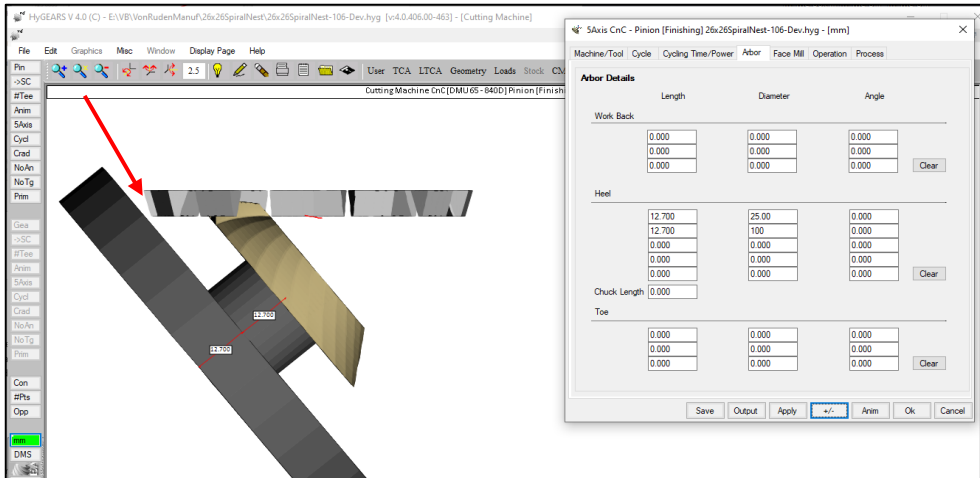 HyGEARS V 4.0 (C) - E:\VB\VonRudenManuf\26x26SpiralNest\26x26SpiralNest-106-Dev.hyg [v:4.0.406.00-463] - [Cutting Machine]
File Edit Graphics Misc Window Display Page Help
2.5 User TCA LTCA Geometry Loads Stock
Cutting Machine CnC [DMU 65 - 840D] Pinion [Finish
Pin
->SC
#Tee
Anim
5Axis
Cycl
Crad
NoAn
NoTg
Prim
Gea
->SC
#Tee
Anim
5Axis
Cycl
Crad
NoAn
NoTg
Prim
Con
#Pts
Opp
mm
DMS
12.700
12.700
5Axis CnC - Pinion [Finishing] 26x26SpiralNest-106-Dev.hyg - [mm]
Machine/Tool Cycle Cycling Time/Power Arbor Face Mill Operation Process
Arbor Details
Length Diameter Angle
Work Back
0.000 0.000 0.000
0.000 0.000 0.000
0.000 0.000 0.000 Clear
Heel
12.700 25.00 0.000
12.700 100 0.000
0.000 0.000 0.000
0.000 0.000 0.000
0.000 0.000 0.000 Clear
Chuck Length 0.000
Toe
0.000 0.000 0.000
0.000 0.000 0.000
0.000 0.000 0.000 Clear
Save Output Apply +/- Anim Ok Cancel